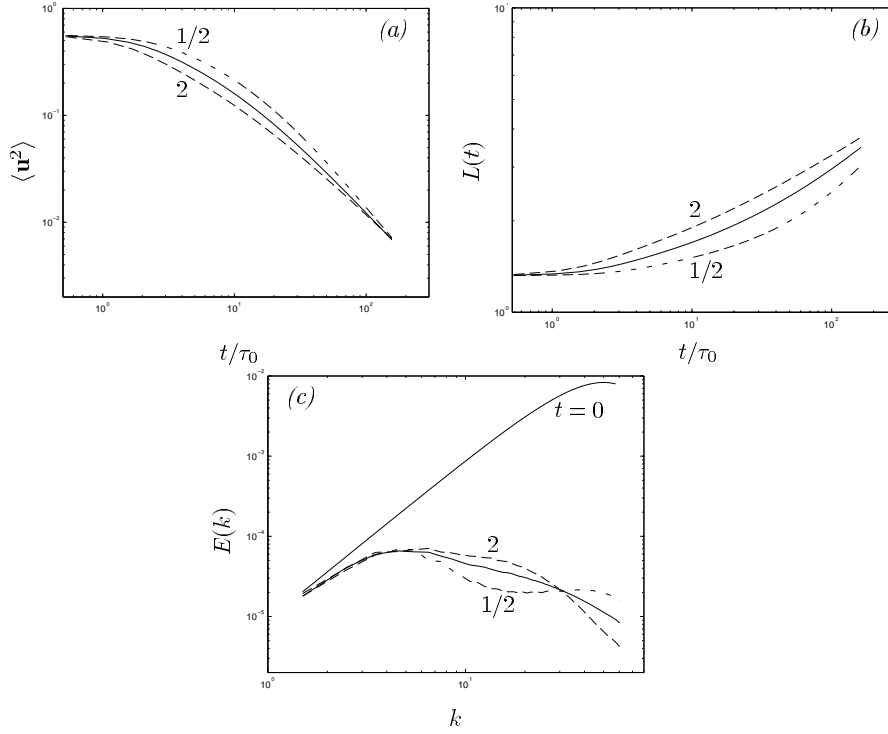 (a)
10⁰
1/2
2
10⁻¹
⟨u²⟩
10⁻²
10⁰
10¹
10²
t/τ₀
(b)
10¹
L(t)
2
1/2
10⁰
10⁰
10¹
10²
t/τ₀
(c)
10⁻²
t = 0
10⁻³
E(k)
10⁻⁴
2
1/2
10⁻⁵
10⁰
10¹
k